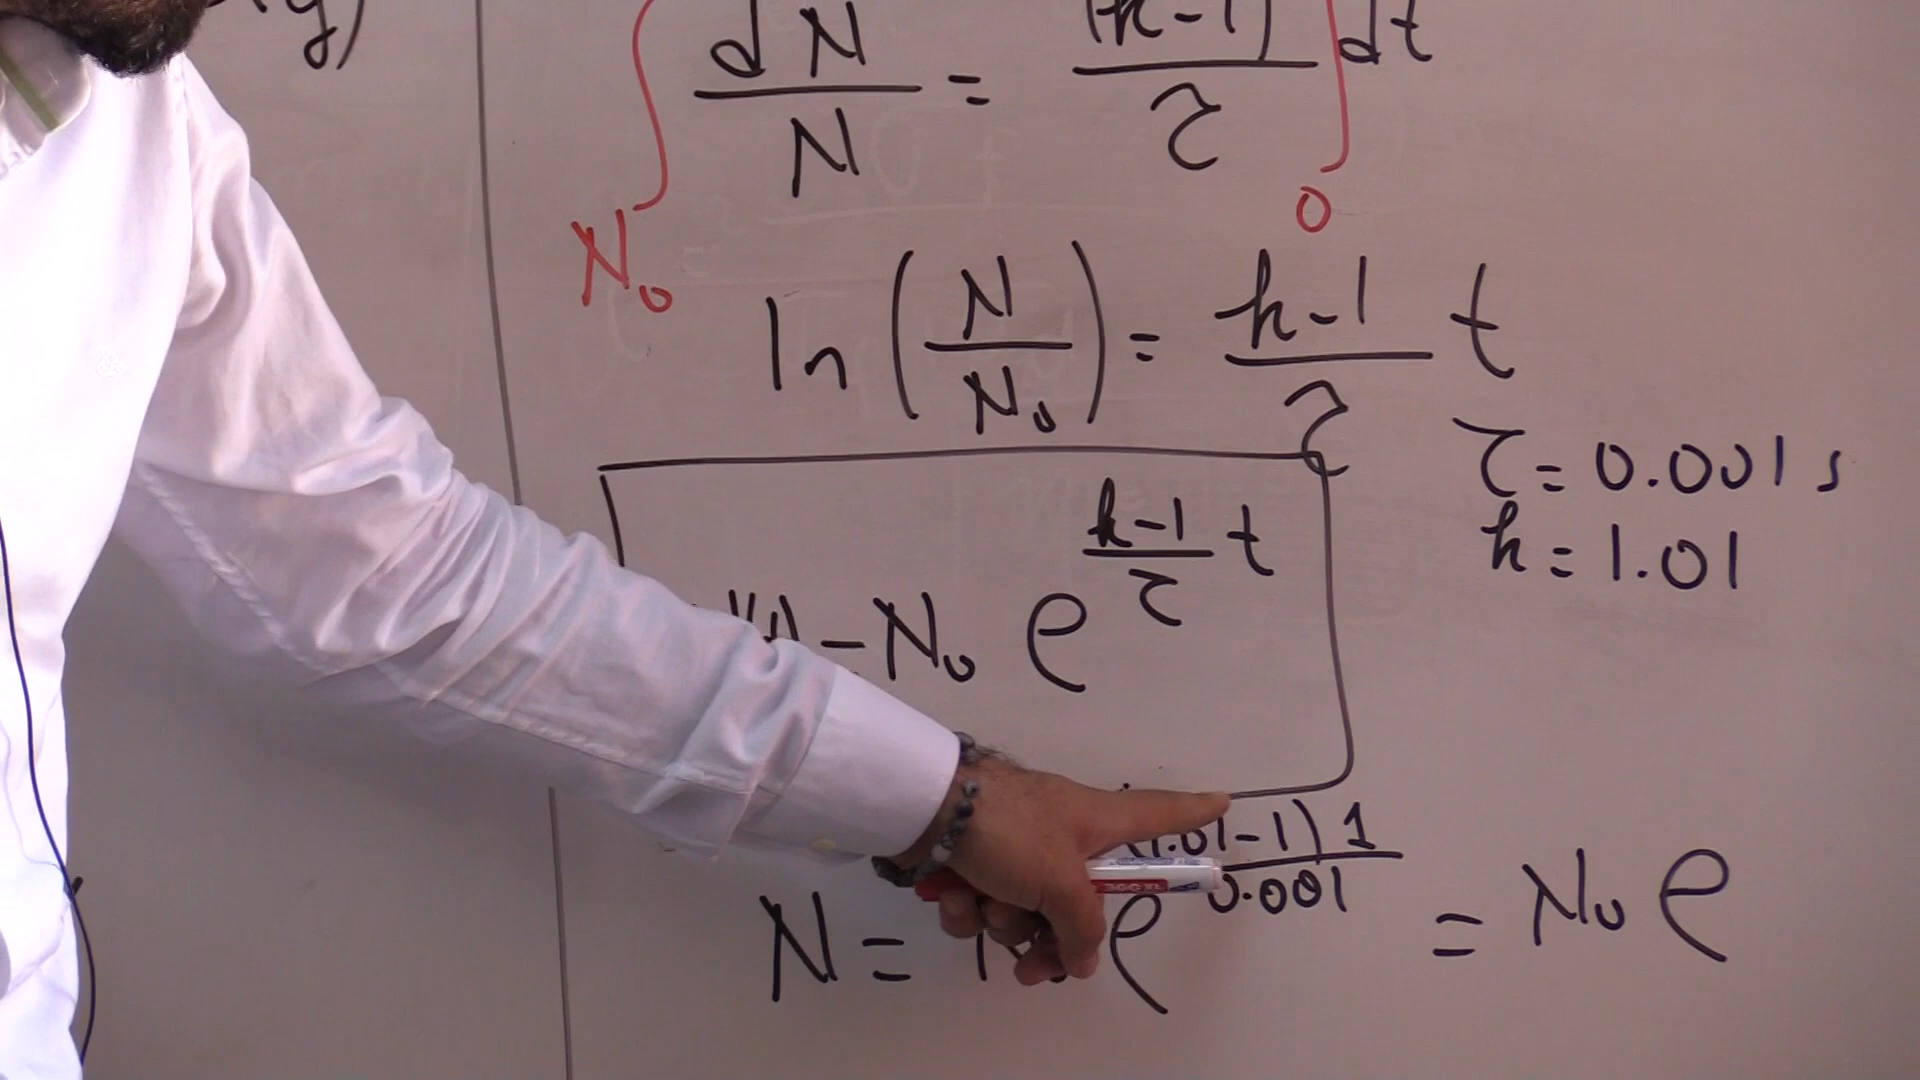 y)
∫ dN/N = (k-1)/τ ∫ dt
N₀ 0
ln(N/N₀) = k-1/τ t
τ = 0.001 s
k = 1.01
= N₀ e^(k-1/τ t)
N = N₀ e^((1.01-1)1/0.001) = N₀ e